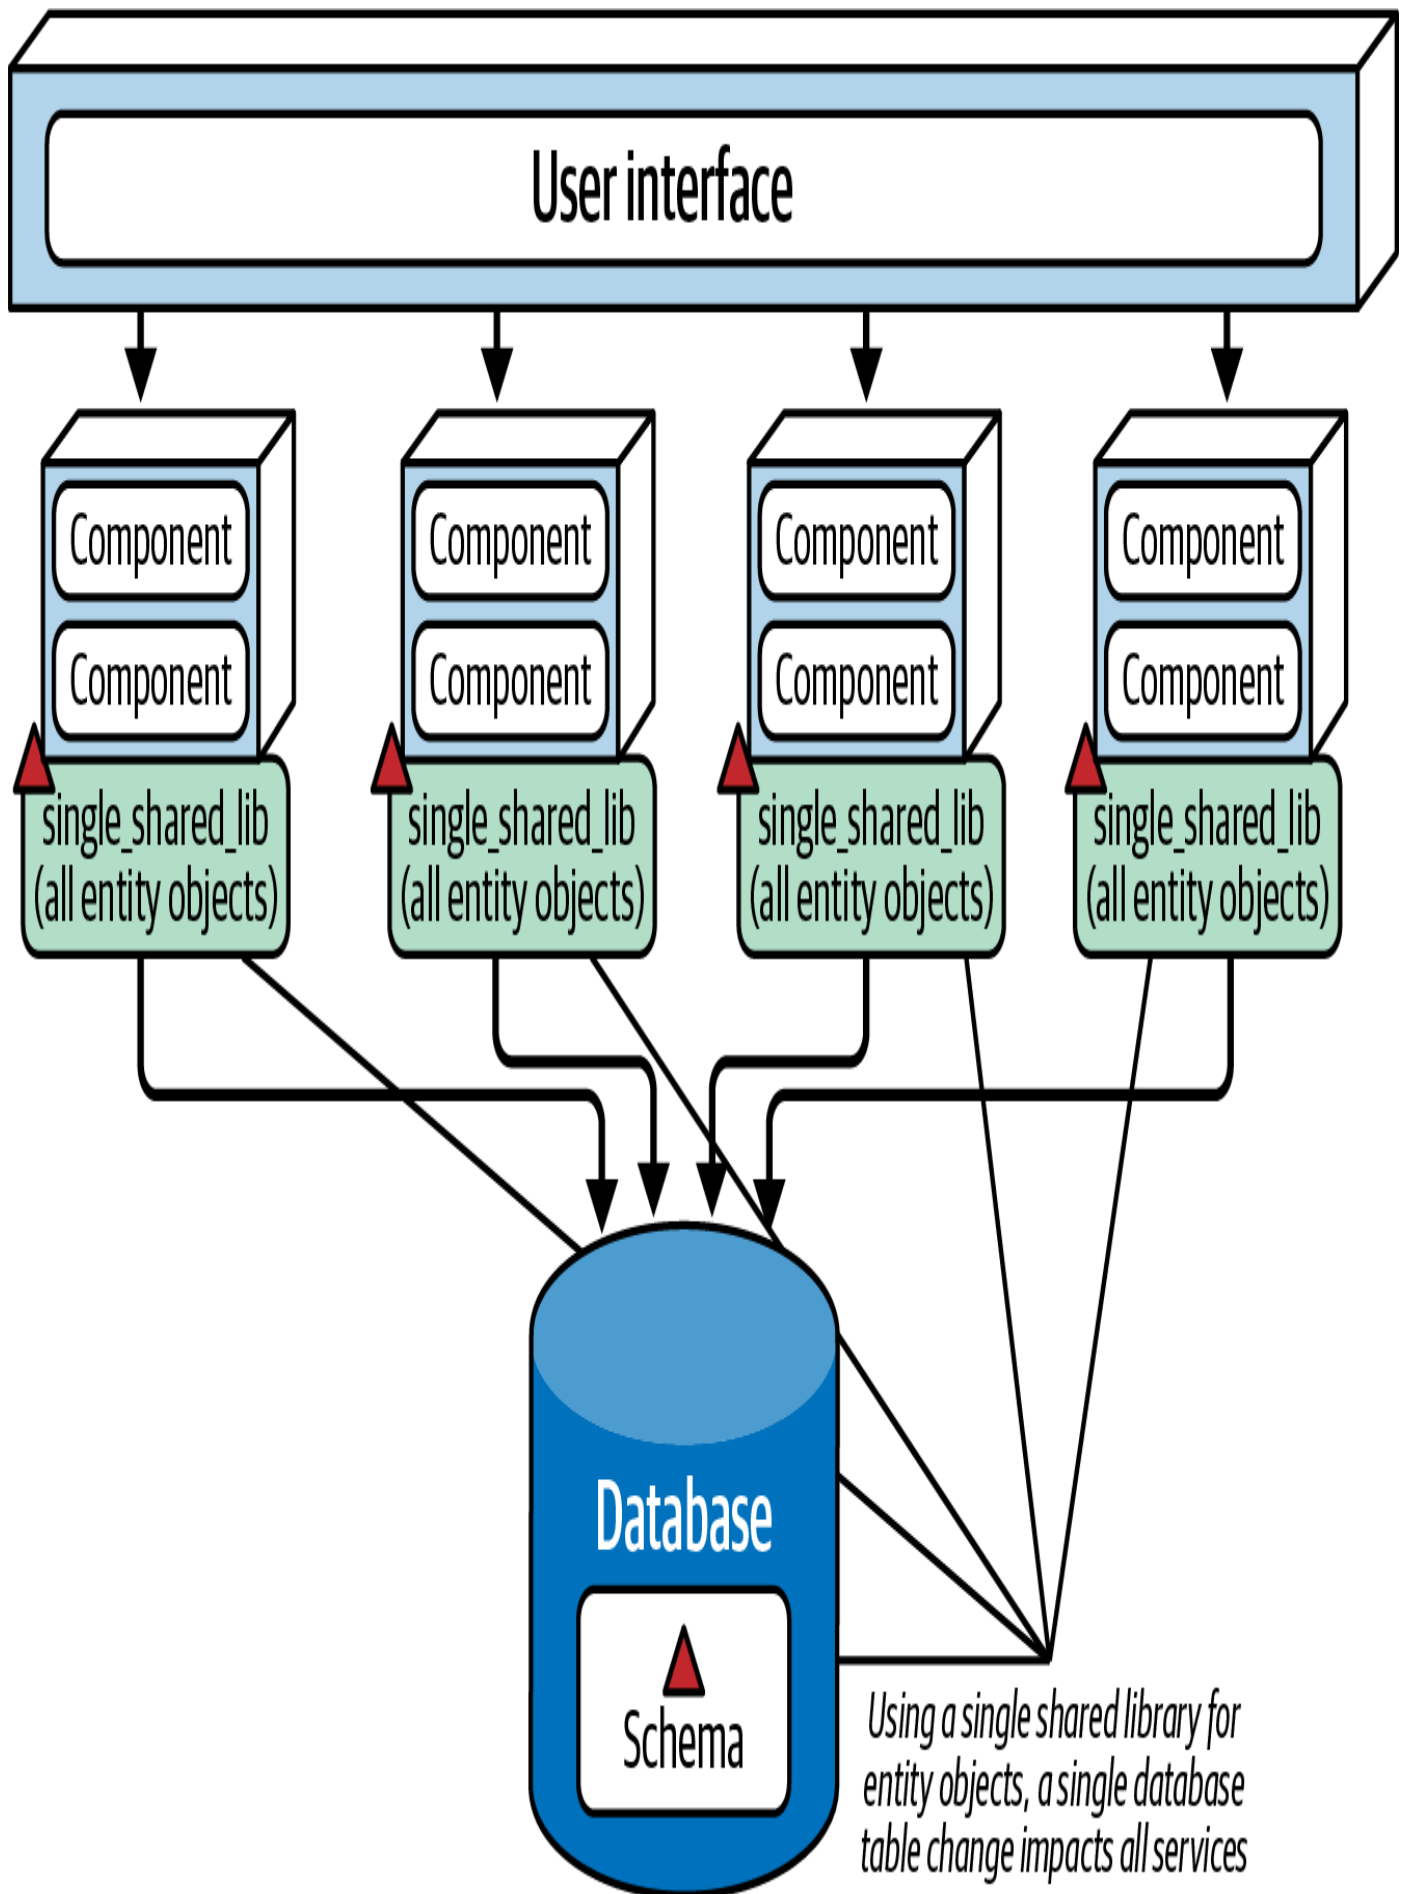 User interface
Component
Component
Component
Component
Component
Component
Component
Component
single_shared_lib
(all entity objects)
single_shared_lib
(all entity objects)
single_shared_lib
(all entity objects)
single_shared_lib
(all entity objects)
Database
Schema
Using a single shared library for
entity objects, a single database
table change impacts all services